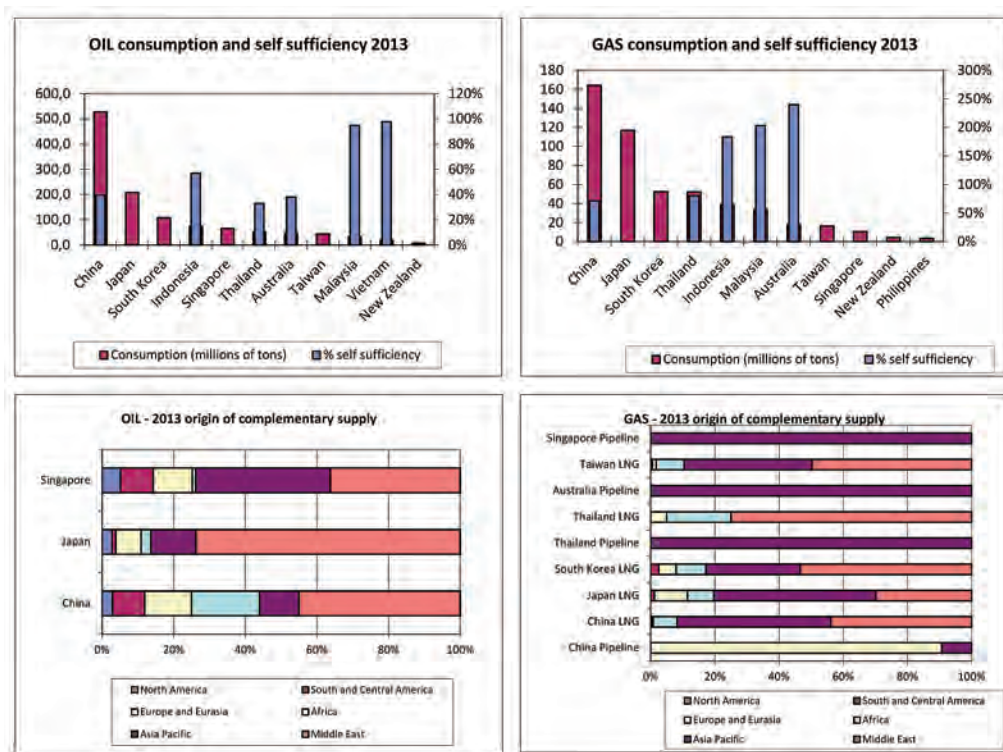 OIL consumption and self sufficiency 2013
600,0
500,0
400,0
300,0
200,0
100,0
0,0
120%
100%
80%
60%
40%
20%
0%
China
Japan
South Korea
Indonasia
Singapore
Thailand
Australia
Taiwan
Malaysia
Vietnam
New Zealand
Consumption (millions of tons) % self sufficiency
GAS consumption and self sufficiency 2013
180
160
140
120
100
80
60
40
20
0
300%
250%
200%
150%
100%
50%
0%
China
Japan
South Korea
Thailand
Indonesia
Malaysia
Australia
Taiwan
Singapore
New Zealand
Philippines
Consumption (millions of tons) % self sufficiency
OIL - 2013 origin of complementary supply
Singapore
Japan
China
0% 20% 40% 60% 80% 100%
North America South and Central America
Europe and Eurasia Africa
Asia Pacific Middle East
GAS - 2013 origin of complementary supply
Singapore Pipeline
Taiwan LNG
Australia Pipeline
Thailand LNG
Thailand Pipeline
South Korea LNG
Japan LNG
China LNG
China Pipeline
0% 20% 40% 60% 80% 100%
North America South and Central America
Europe and Eurasia Africa
Asia Pacific Middle East